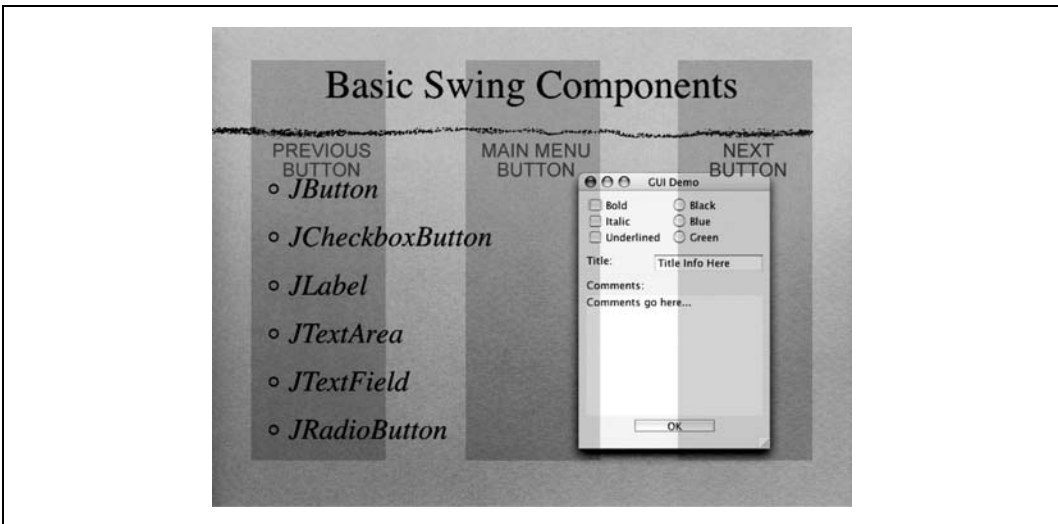 Basic Swing Components
PREVIOUS
BUTTON
MAIN MENU
BUTTON
NEXT
BUTTON
JButton
JCheckboxButton
JLabel
JTextArea
JTextField
JRadioButton
GUI Demo
Bold
Black
Italic
Blue
Underlined
Green
Title:
Title Info Here
Comments:
Comments go here...
OK